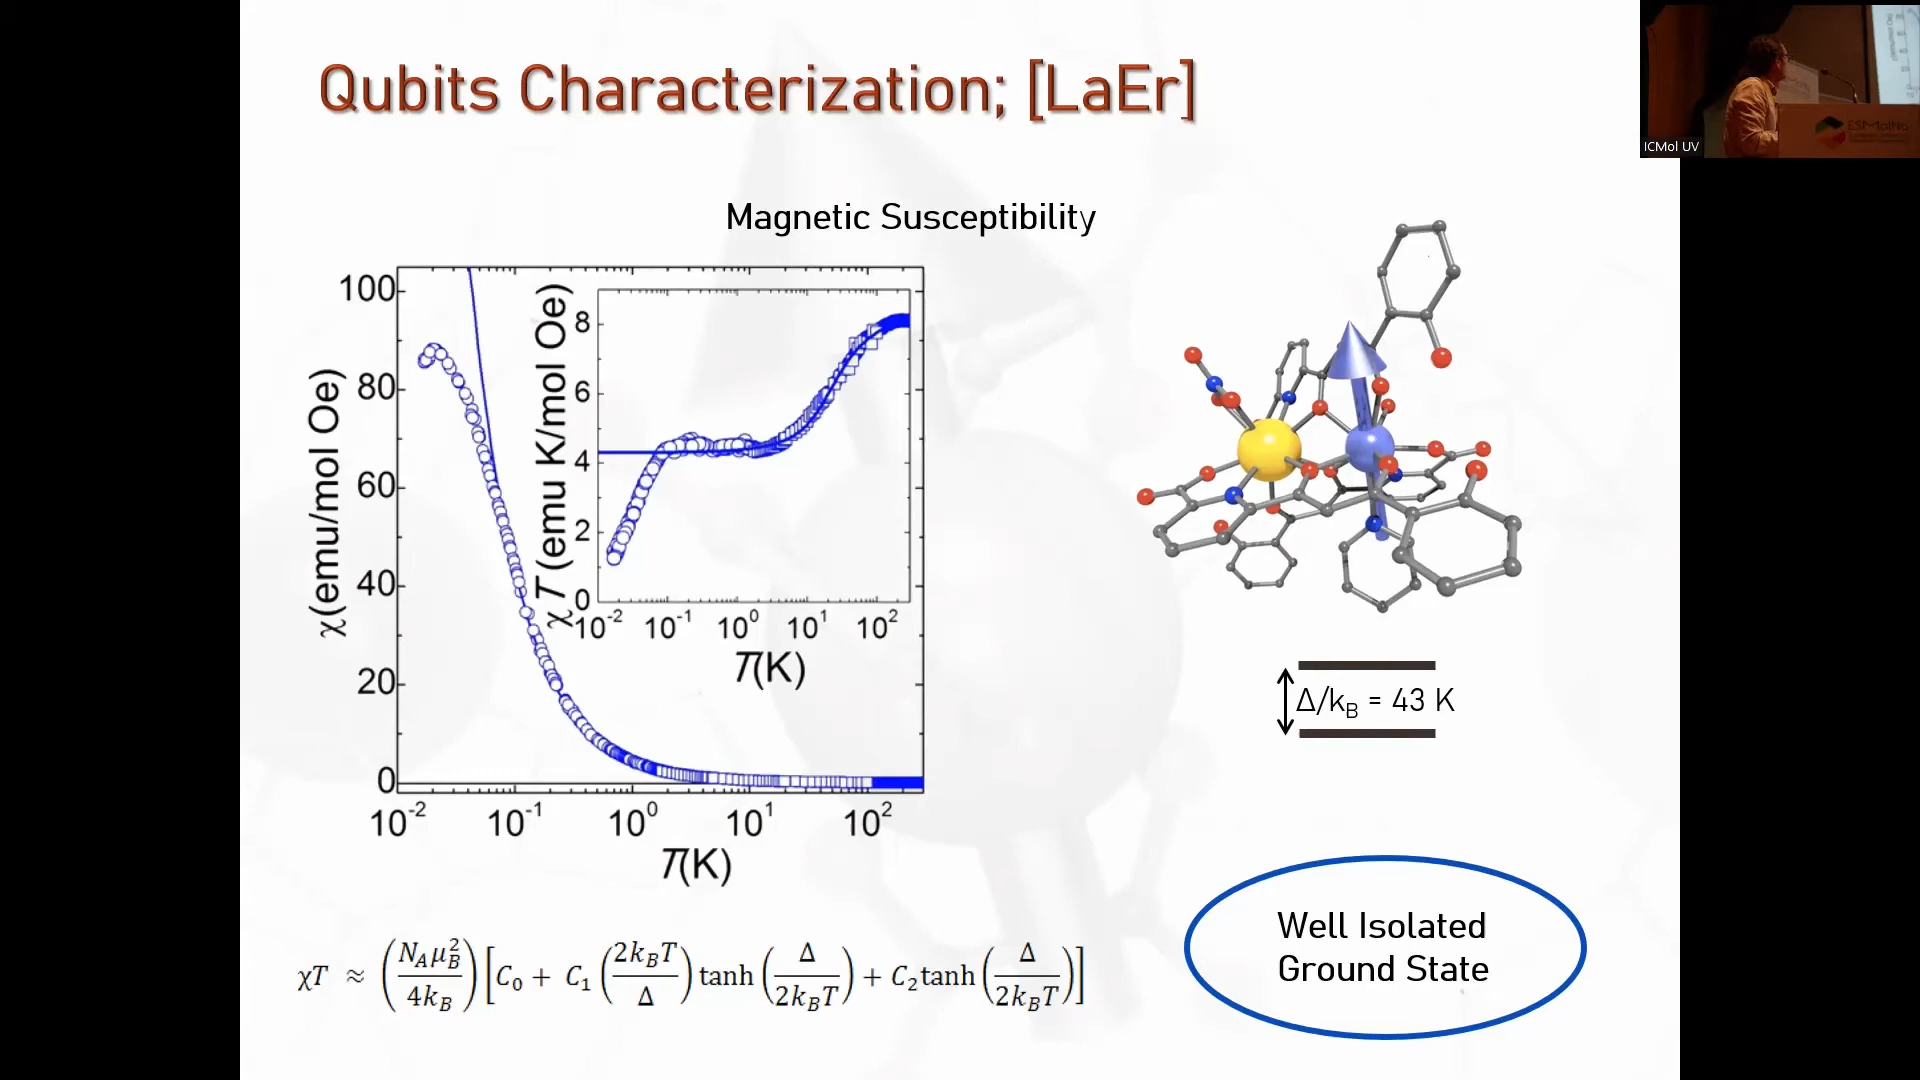 Qubits Characterization; [LaEr]
ICMol UV
Magnetic Susceptibility
χ(emu/mol Oe)
100
80
60
40
20
0
10⁻² 10⁻¹ 10⁰ 10¹ 10²
T(K)
χT (emu K/mol Oe)
8
6
4
2
0
10⁻² 10⁻¹ 10⁰ 10¹ 10²
T(K)
Δ/k_B = 43 K
χT ≈ (N_Aμ_B²/4k_B)[C₀ + C₁(2k_BT/Δ)tanh(Δ/2k_BT) + C₂tanh(Δ/2k_BT)]
Well Isolated
Ground State